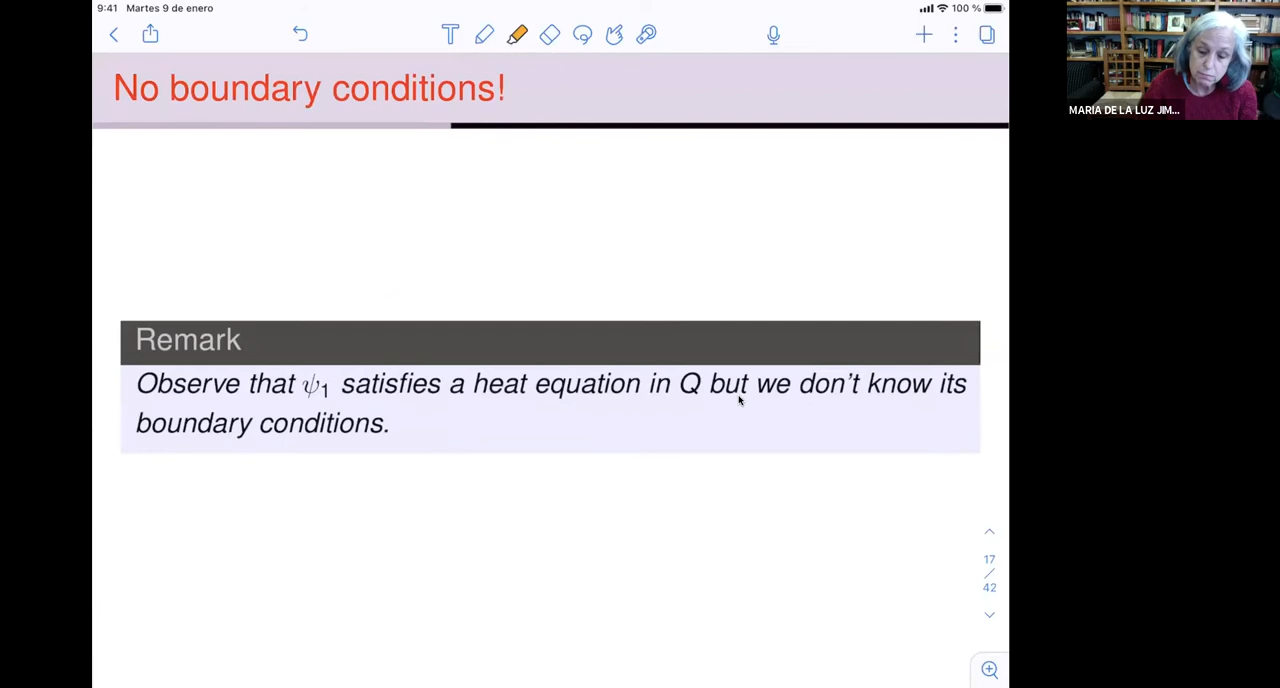 9:41 Martes 9 de enero
100 %
No boundary conditions!
MARIA DE LA LUZ JIM...
Remark
Observe that ψ₁ satisfies a heat equation in Q but we don't know its
boundary conditions.
17
/
42